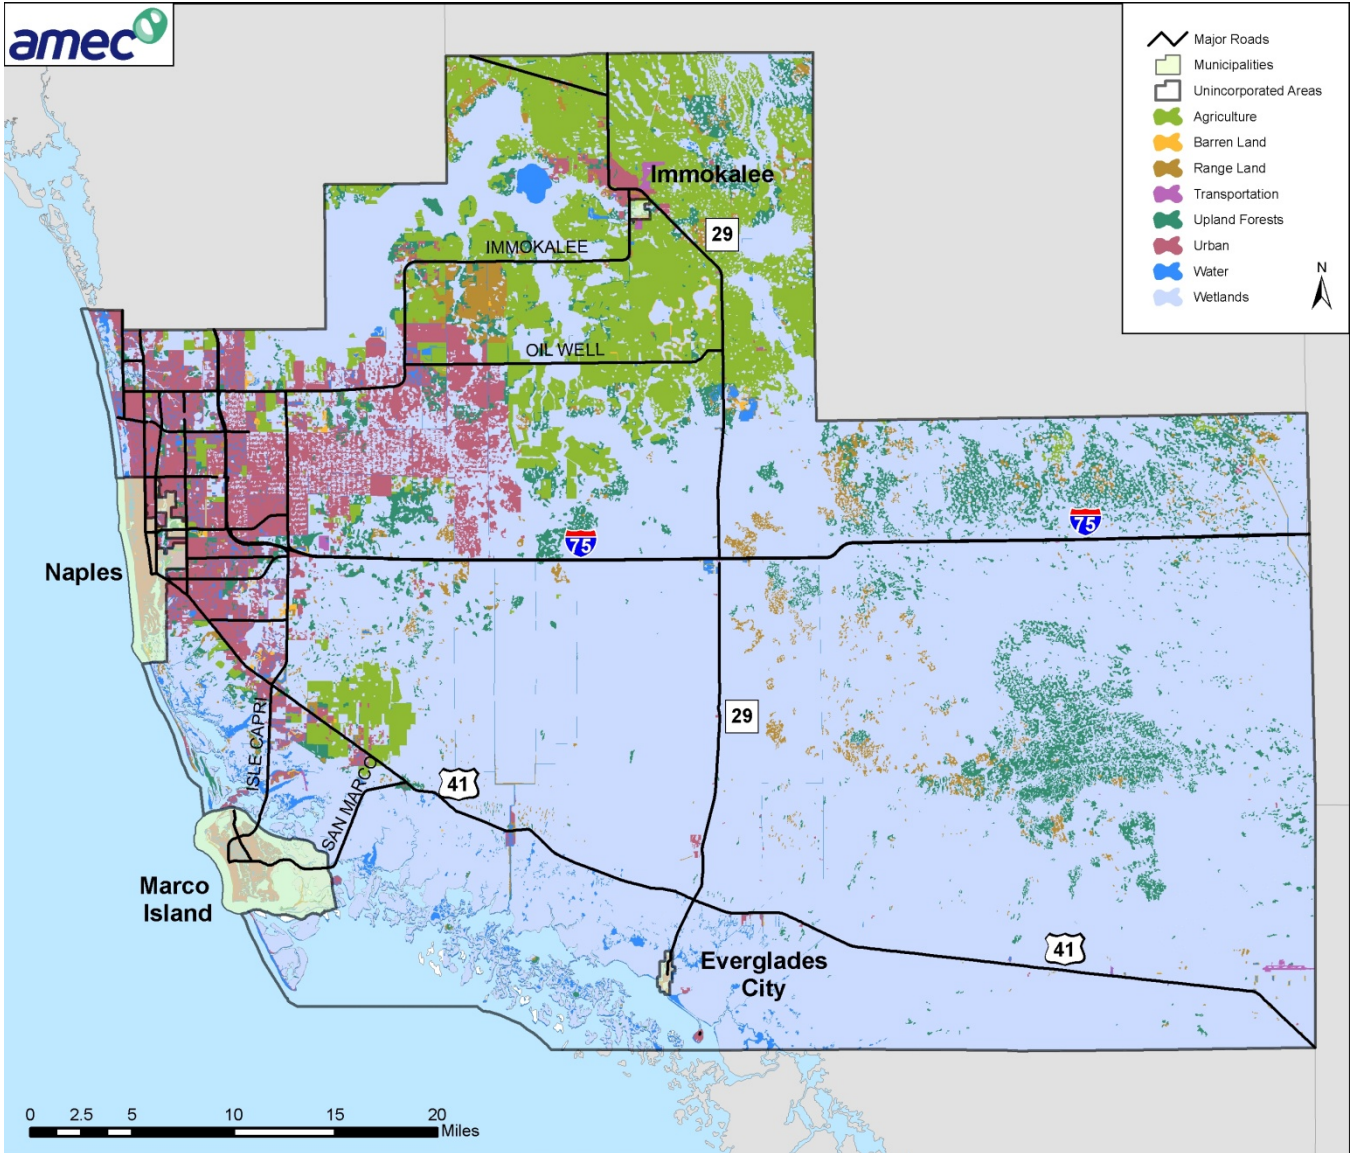 amec
Major Roads
Municipalities
Unincorporated Areas
Agriculture
Barren Land
Range Land
Transportation
Upland Forests
Urban
Water
Wetlands
N
Immokalee
29
IMMOKALEE
OIL WELL
75
75
Naples
29
ISLE CAPRI
SAN MARCO
41
Marco
Island
Everglades
City
41
0 2.5 5 10 15 20
Miles